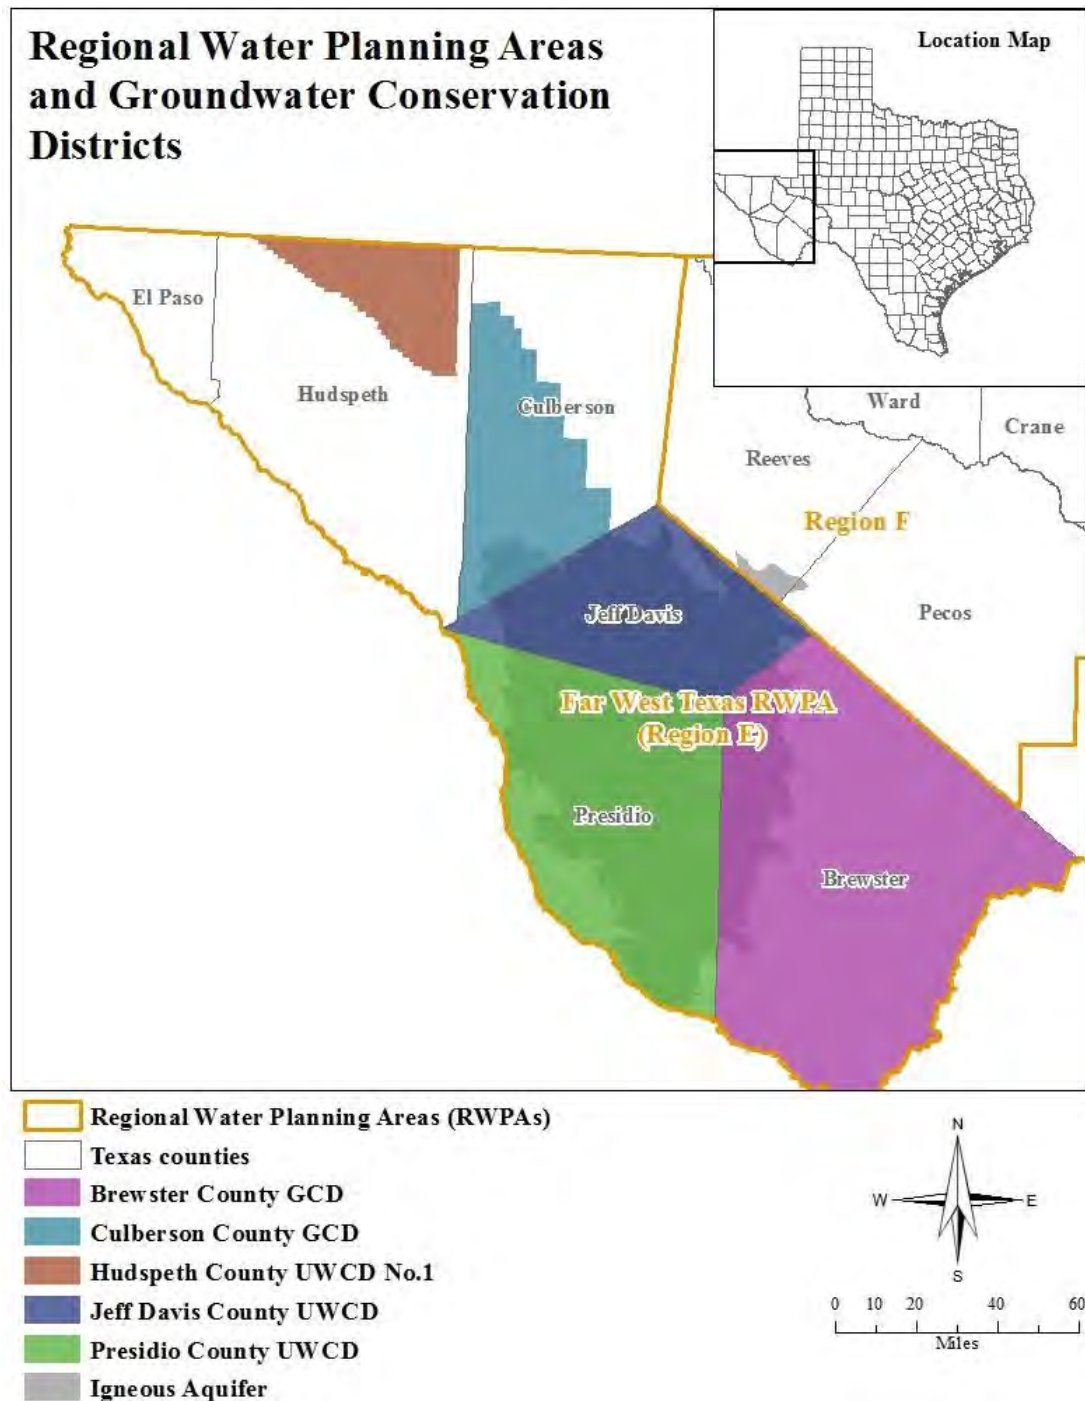 Regional Water Planning Areas
and Groundwater Conservation
Districts
Location Map
El Paso
Hudspeth
Culberson
Ward
Crane
Reeves
Region F
Jeff Davis
Pecos
Far West Texas RWPA
(Region E)
Presidio
Brewster
Regional Water Planning Areas (RWPAs)
Texas counties
Brewster County GCD
Culberson County GCD
Hudspeth County UWCD No.1
Jeff Davis County UWCD
Presidio County UWCD
Igneous Aquifer
N
W E
S
0 10 20 40 60
Miles